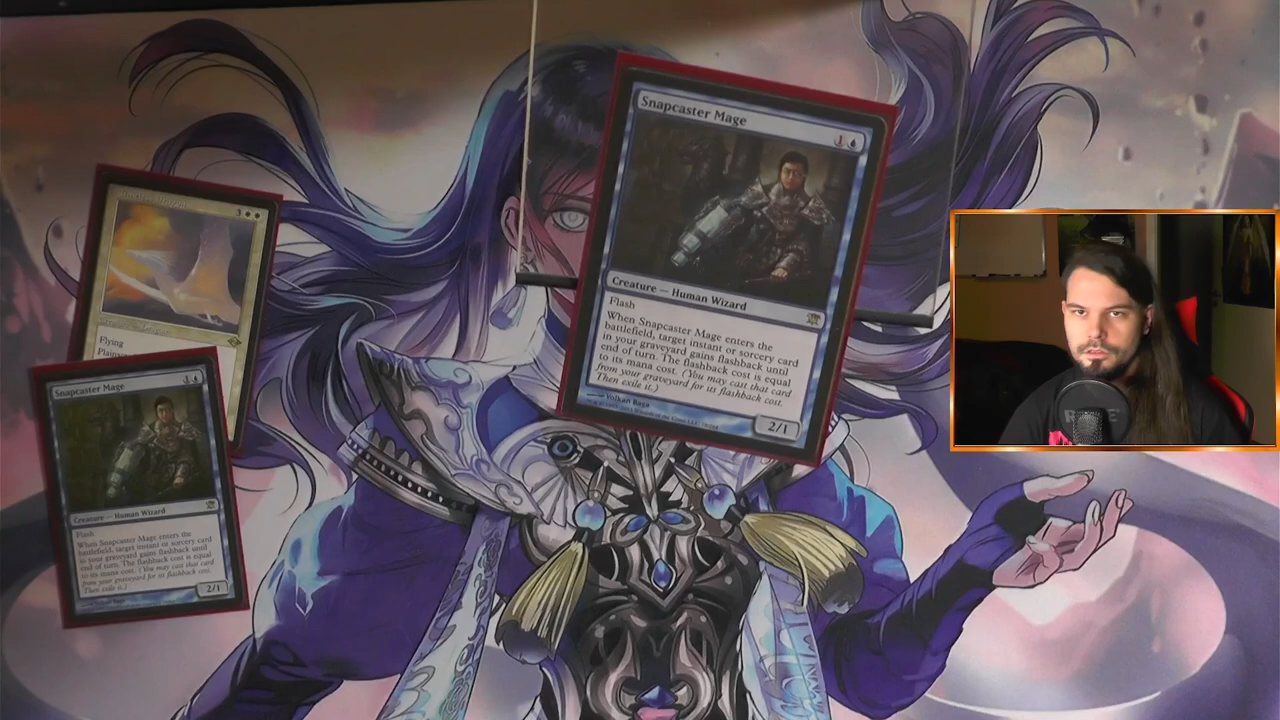 Snapcaster Mage
1
Creature — Human Wizard
Flash
When Snapcaster Mage enters the
battlefield, target instant or sorcery card
in your graveyard gains flashback until
end of turn. The flashback cost is equal
to its mana cost. (You may cast that card
from your graveyard for its flashback cost.
Then exile it.)
Volkan Baga
2/1
3
Flying
Snapcaster Mage
1
Creature — Human Wizard
Flash
When Snapcaster Mage enters the
battlefield, target instant or sorcery card
in your graveyard gains flashback until
end of turn. The flashback cost is equal
to its mana cost. (You may cast that card
from your graveyard for its flashback cost.
Then exile it.)
2/1